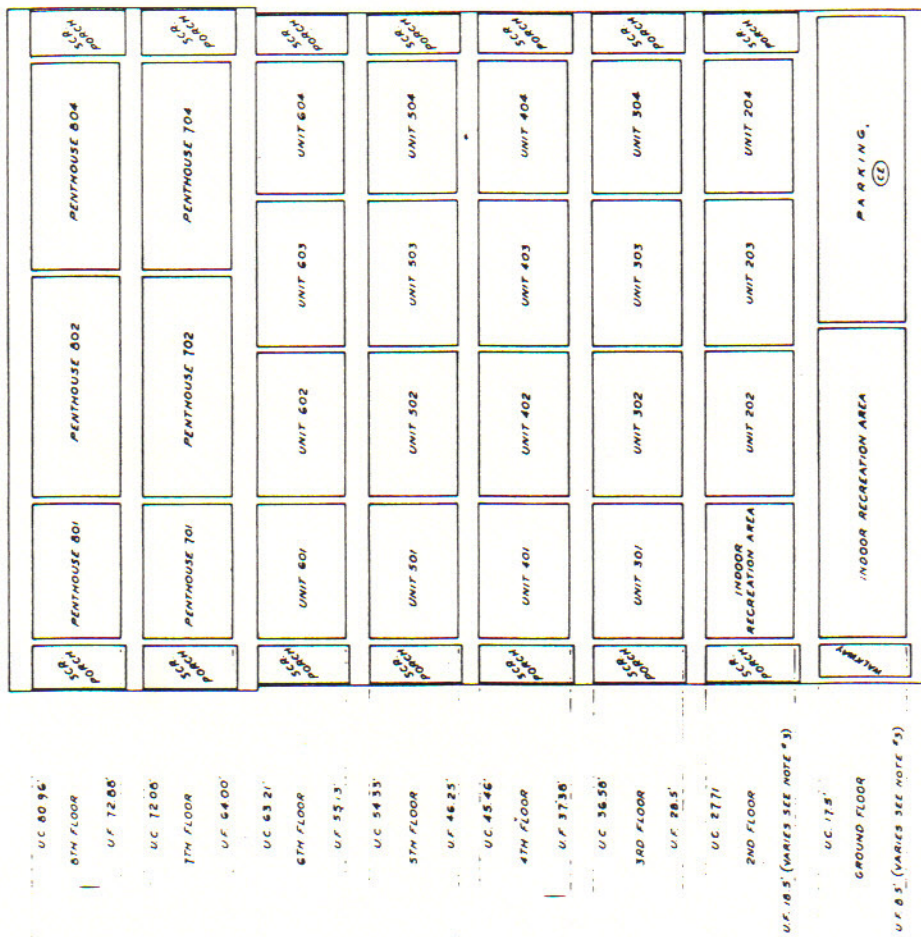 SCR
PORCH
PENTHOUSE 801
PENTHOUSE 802
PENTHOUSE 804
SCR
PORCH
SCR
PORCH
PENTHOUSE 701
PENTHOUSE 702
PENTHOUSE 704
SCR.
PORCH
SCR
PORCH
UNIT 601
UNIT 602
UNIT 603
UNIT 604
SCR
PORCH
SCR
PORCH
UNIT 501
UNIT 502
UNIT 503
UNIT 504
SCR
PORCH
SCR
PORCH
UNIT 401
UNIT 402
UNIT 403
UNIT 404
SCR
PORCH
SCR
PORCH
UNIT 301
UNIT 302
UNIT 303
UNIT 304
SCR
PORCH
SCR
PORCH
INDOOR
RECREATION AREA
UNIT 202
UNIT 203
UNIT 204
SCR
PORCH
WALKWAY
INDOOR RECREATION AREA
PARKING.
CE
U.C. 80.96'
8TH FLOOR
U.F. 72.88'
U.C. 72.08'
7TH FLOOR
U.F. 64.00'
U.C. 63.21'
6TH FLOOR
U.F. 55.13'
U.C. 54.33'
5TH FLOOR
U.F. 46.25'
U.C. 45.46'
4TH FLOOR
U.F. 37.38'
U.C. 36.58'
3RD FLOOR
U.F. 28.5'
U.C. 27.71'
2ND FLOOR
U.F. 18.5' (VARIES SEE NOTE #3)
U.C. 17.5'
GROUND FLOOR
U.F. 8.5' (VARIES SEE NOTE #3)